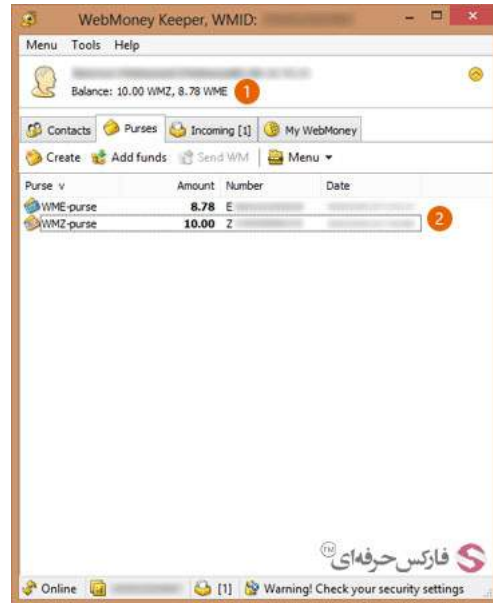 WebMoney Keeper, WMID:
Menu Tools Help
Balance: 10.00 WMZ, 8.78 WME 1
Contacts Purses Incoming [1] My WebMoney
Create Add funds Send WM Menu
Purse v Amount Number Date
WME-purse 8.78 E
WMZ-purse 10.00 Z
2
فارکس حرفه‌ای TM
Online [1] Warning! Check your security settings